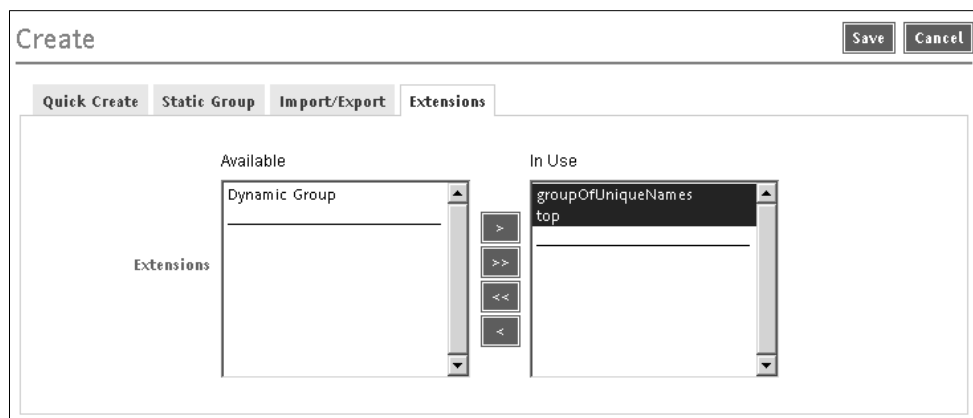 Create
Save
Cancel
Quick Create
Static Group
Import/Export
Extensions
Available
In Use
Dynamic Group
groupOfUniqueNames
top
Extensions
>
>>
<<
<